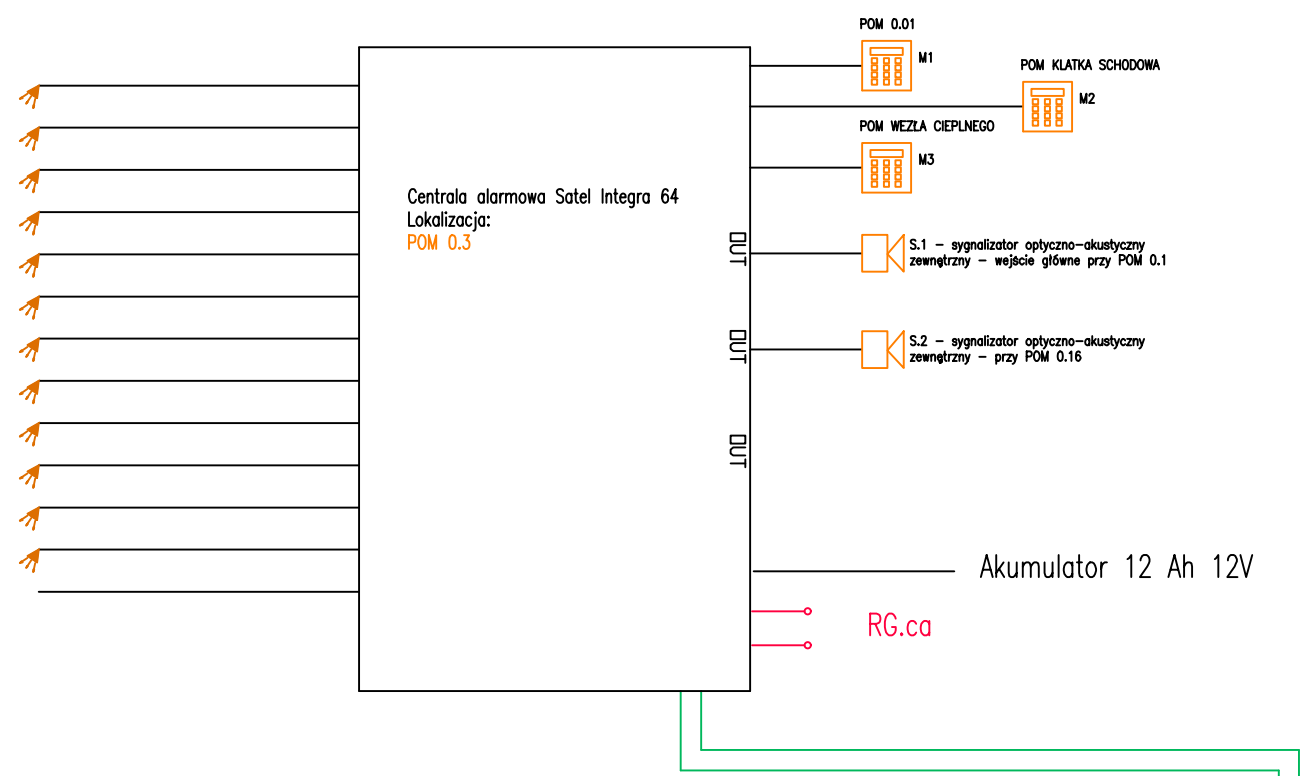 POM 0.01
M1
POM KLATKA SCHODOWA
M2
POM WEZŁA CIEPLNEGO
M3
Centrala alarmowa Satel Integra 64
Lokalizacja:
POM 0.3
OUT
S.1 – sygnalizator optyczno–akustyczny
zewnętrzny – wejście główne przy POM 0.1
OUT
S.2 – sygnalizator optyczno–akustyczny
zewnętrzny – przy POM 0.16
OUT
Akumulator 12 Ah 12V
RG.ca